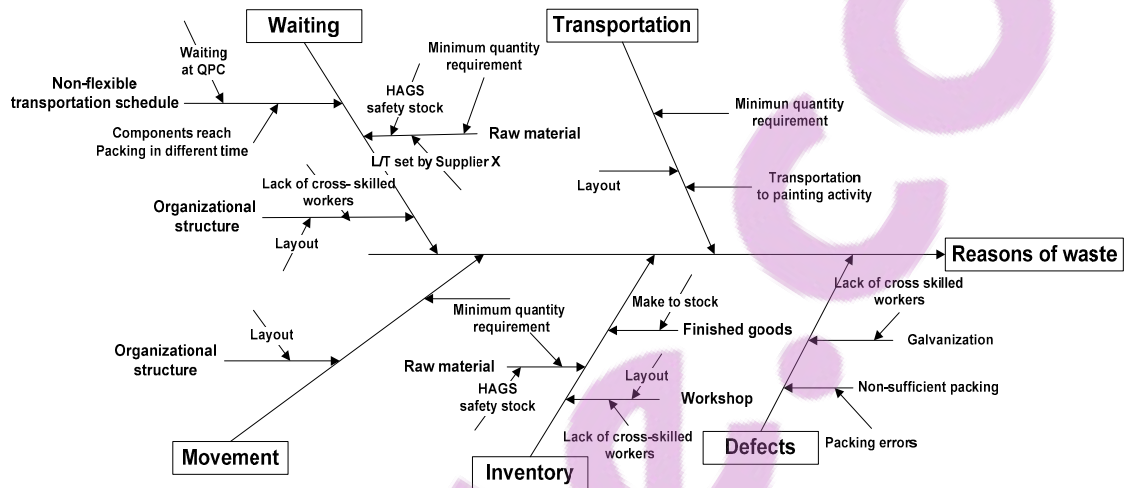 Waiting
Transportation
Waiting
at QPC
Minimum quantity
requirement
Non-flexible
transportation schedule
HAGS
safety stock
Minimun quantity
requirement
Components reach
Packing in different time
Raw material
L/T set by Supplier X
Layout
Transportation
to painting activity
Lack of cross-skilled
workers
Organizational
structure
Layout
Reasons of waste
Lack of cross skilled
workers
Make to stock
Minimum quantity
requirement
Finished goods
Layout
Galvanization
Organizational
structure
Raw material
Layout
HAGS
safety stock
Workshop
Non-sufficient packing
Lack of cross-skilled
workers
Packing errors
Movement
Inventory
Defects